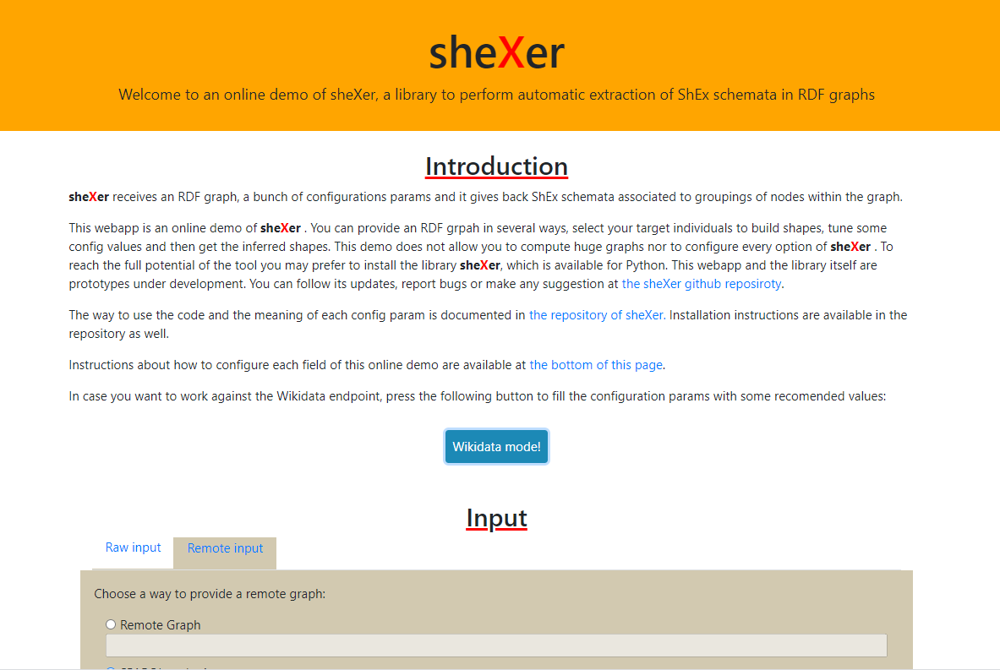 sheXer
Welcome to an online demo of sheXer, a library to perform automatic extraction of ShEx schemata in RDF graphs
Introduction
sheXer receives an RDF graph, a bunch of configurations params and it gives back ShEx schemata associated to groupings of nodes within the graph.
This webapp is an online demo of sheXer . You can provide an RDF grpah in several ways, select your target individuals to build shapes, tune some
config values and then get the inferred shapes. This demo does not allow you to compute huge graphs nor to configure every option of sheXer . To
reach the full potential of the tool you may prefer to install the library sheXer, which is available for Python. This webapp and the library itself are
prototypes under development. You can follow its updates, report bugs or make any suggestion at the sheXer github reposiroty.
The way to use the code and the meaning of each config param is documented in the repository of sheXer. Installation instructions are available in the
repository as well.
Instructions about how to configure each field of this online demo are available at the bottom of this page.
In case you want to work against the Wikidata endpoint, press the following button to fill the configuration params with some recomended values:
Wikidata mode!
Input
Raw input
Remote input
Choose a way to provide a remote graph:
Remote Graph